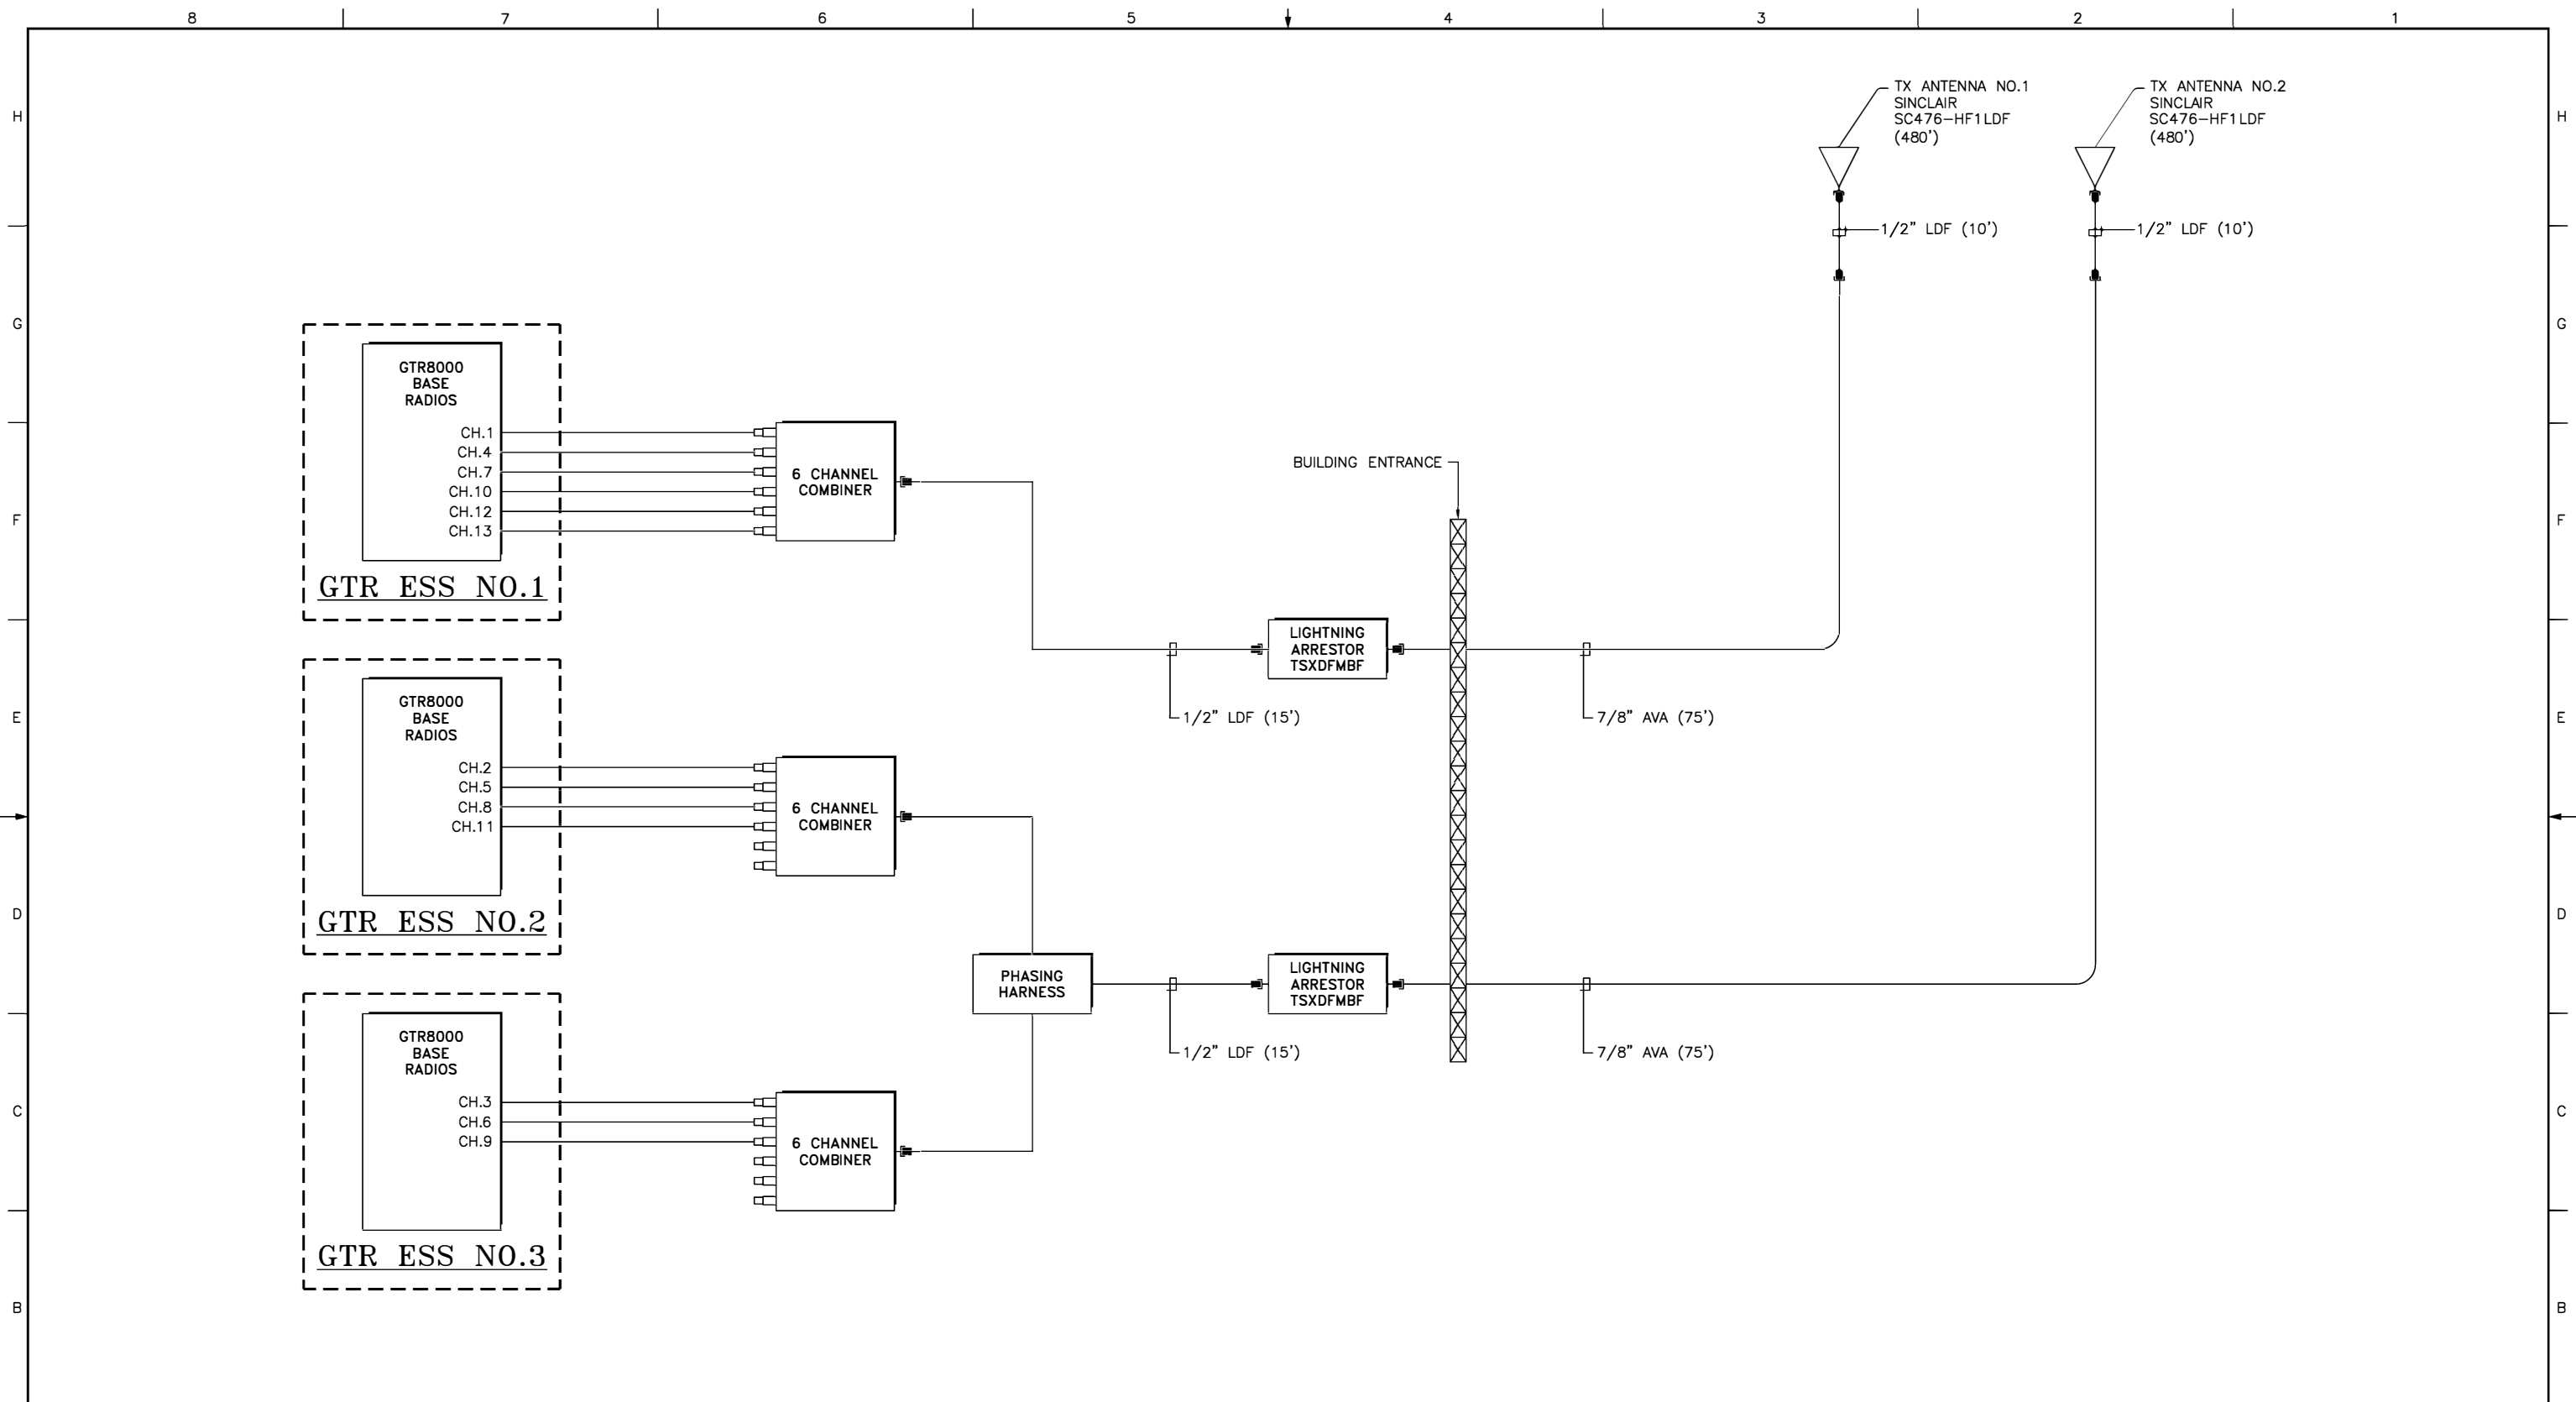 8 7 6 5 4 3 2 1
H H
TX ANTENNA NO.1
SINCLAIR
SC476-HF1LDF
(480')
TX ANTENNA NO.2
SINCLAIR
SC476-HF1LDF
(480')
1/2" LDF (10')
1/2" LDF (10')
G G
GTR8000
BASE
RADIOS
CH.1
CH.4
CH.7
CH.10
CH.12
CH.13
GTR ESS NO.1
6 CHANNEL
COMBINER
BUILDING ENTRANCE
F F
LIGHTNING
ARRESTOR
TSXDFMBF
1/2" LDF (15')
7/8" AVA (75')
E E
GTR8000
BASE
RADIOS
CH.2
CH.5
CH.8
CH.11
GTR ESS NO.2
6 CHANNEL
COMBINER
D D
PHASING
HARNESS
LIGHTNING
ARRESTOR
TSXDFMBF
1/2" LDF (15')
7/8" AVA (75')
GTR8000
BASE
RADIOS
CH.3
CH.6
CH.9
GTR ESS NO.3
6 CHANNEL
COMBINER
C C
B B